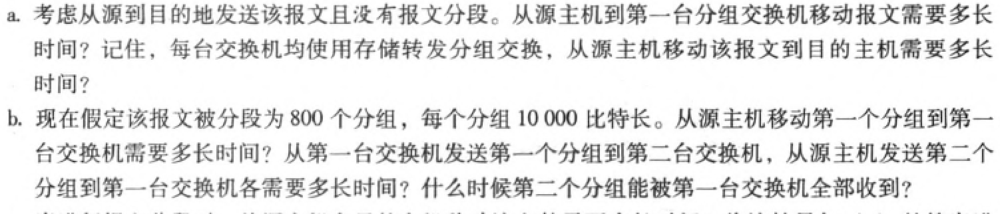 a. 考虑从源到目的地发送该报文且没有报文分段。从源主机到第一台分组交换机移动报文需要多长
时间？记住，每台交换机均使用存储转发分组交换，从源主机移动该报文到目的主机需要多长
时间？
b. 现在假定该报文被分段为 800 个分组，每个分组 10 000 比特长。从源主机移动第一个分组到第一
台交换机需要多长时间？从第一台交换机发送第一个分组到第二台交换机，从源主机发送第二个
分组到第一台交换机各需要多长时间？什么时候第二个分组能被第一台交换机全部收到？